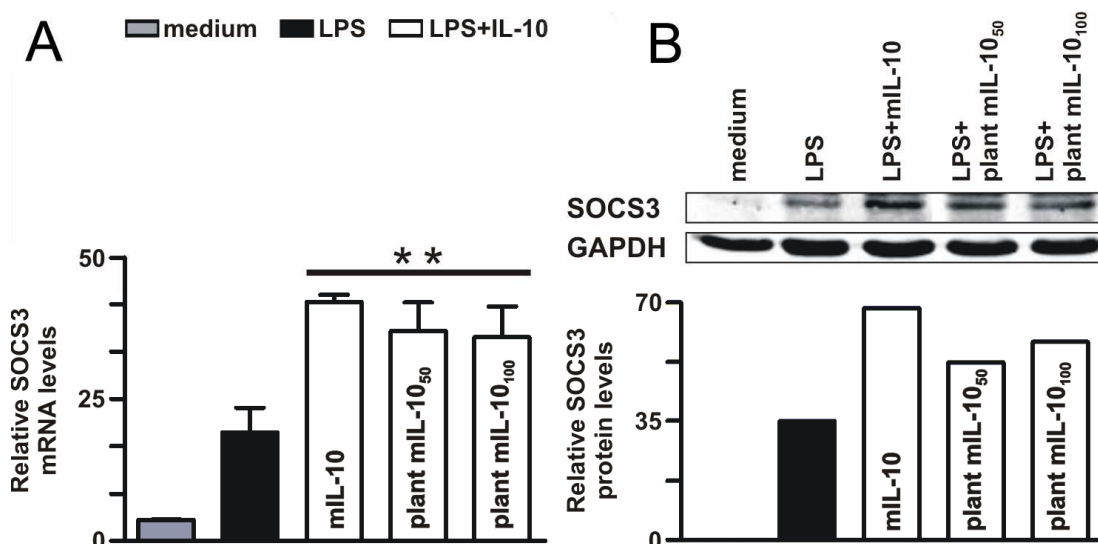 A
medium LPS LPS+IL-10
Relative SOCS3
mRNA levels
50
25
0
* *
mIL-10
plant mIL-10₅₀
plant mIL-10₁₀₀
B
medium
LPS
LPS+mIL-10
LPS+
plant mIL-10₅₀
LPS+
plant mIL-10₁₀₀
SOCS3
GAPDH
Relative SOCS3
protein levels
70
35
0
mIL-10
plant mIL-10₅₀
plant mIL-10₁₀₀